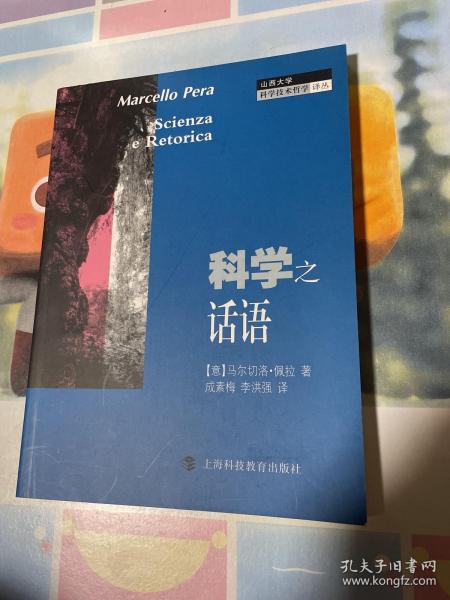 Marcello Pera
Scienza
e Retorica
山西大学
科学技术哲学 译丛
科学之
话语
【意】马尔切洛·佩拉 著
成素梅 李洪强 译
上海科技教育出版社
孔夫子旧书网
www.kongfz.com